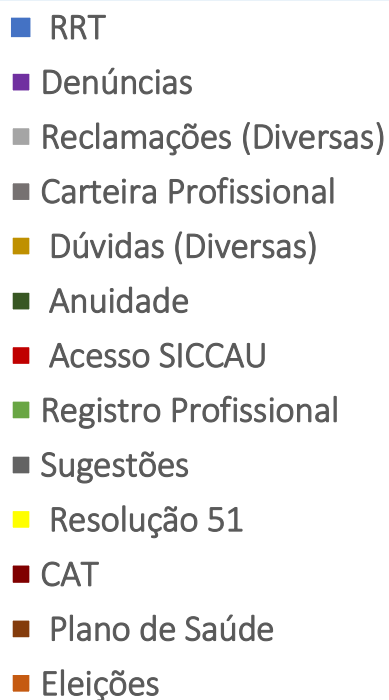 RRT
Denúncias
Reclamações (Diversas)
Carteira Profissional
Dúvidas (Diversas)
Anuidade
Acesso SICCAU
Registro Profissional
Sugestões
Resolução 51
CAT
Plano de Saúde
Eleições